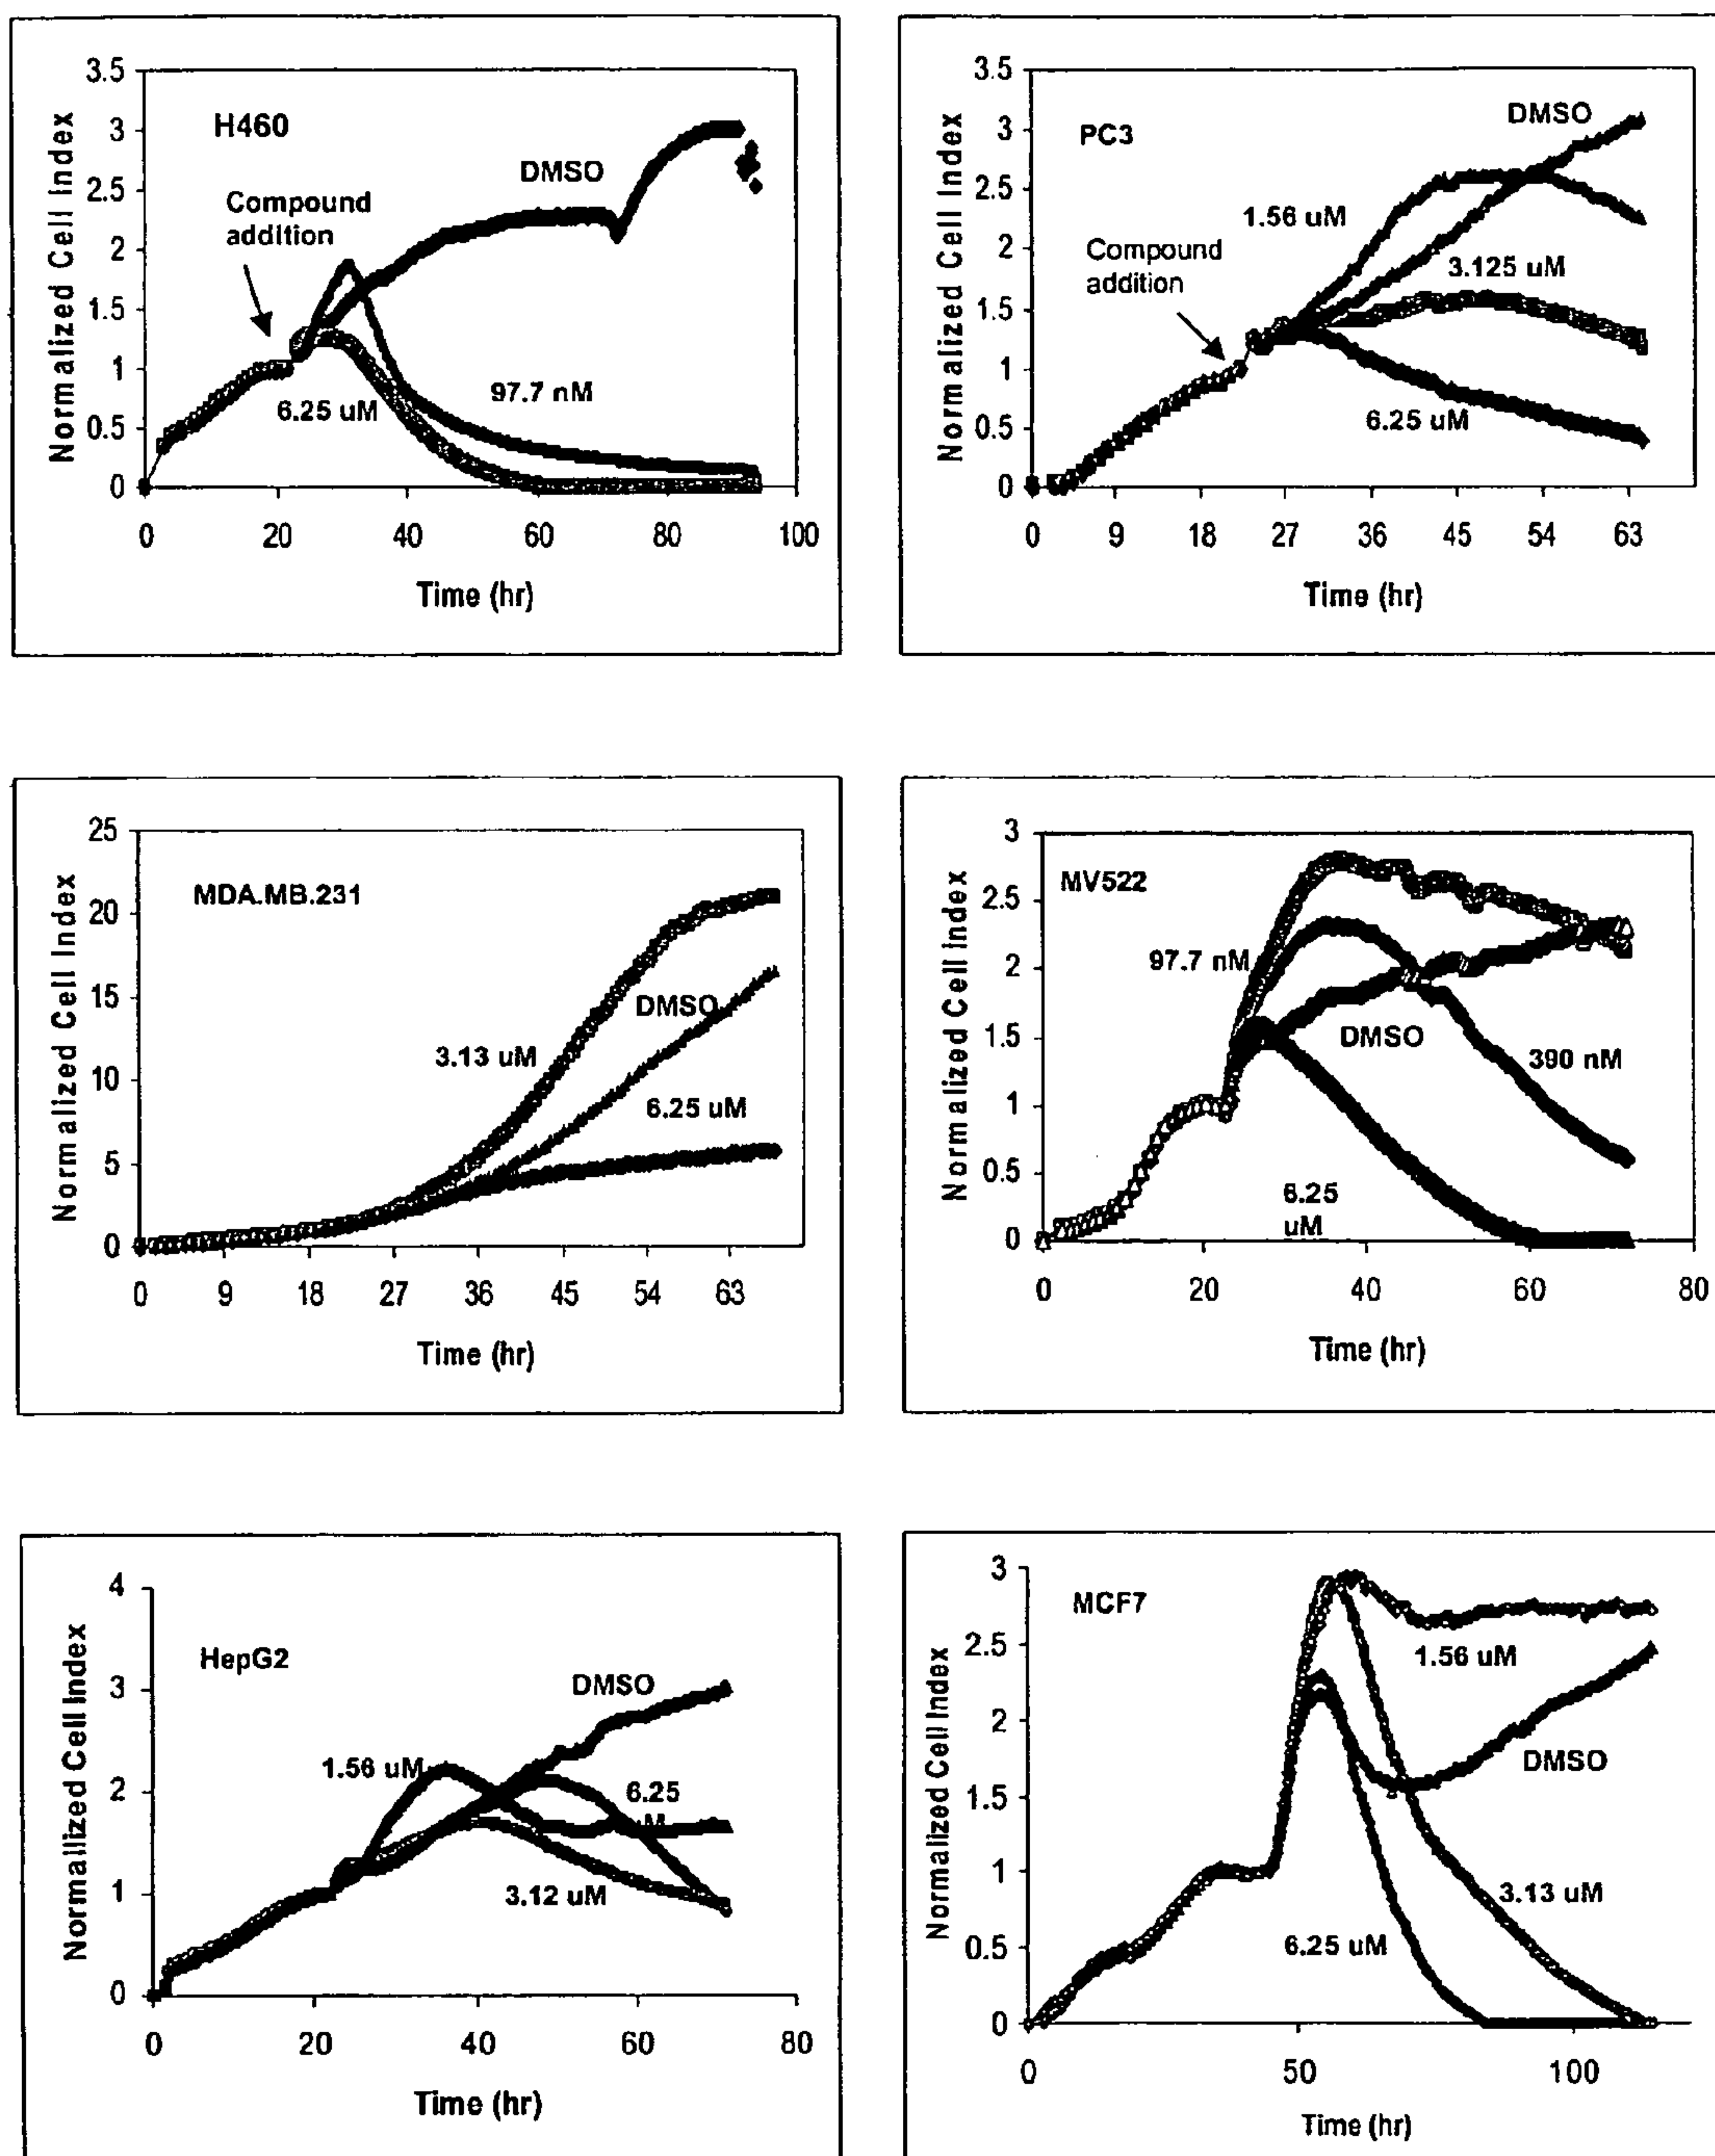 3.5
3
2.5
2
1.5
1
0.5
0
Normalized Cell Index
H460
Compound
addition
DMSO
97.7 nM
6.25 uM
0 20 40 60 80 100
Time (hr)
3.5
3
2.5
2
1.5
1
0.5
0
Normalized Cell Index
PC3
DMSO
1.56 uM
Compound
addition
3.125 uM
6.25 uM
0 9 18 27 36 45 54 63
Time (hr)
25
20
15
10
5
0
Normalized Cell Index
MDA.MB.231
DMSO
3.13 uM
6.25 uM
0 9 18 27 36 45 54 63
Time (hr)
3
2.5
2
1.5
1
0.5
0
Normalized Cell Index
MV522
97.7 nM
DMSO
390 nM
6.25
uM
0 20 40 60 80
Time (hr)
4
3
2
1
0
Normallized Cell Index
HepG2
DMSO
1.56 uM
6.25
3.12 uM
0 20 40 60 80
Time (hr)
3
2.5
2
1.5
1
0.5
0
Normalized Cell Index
MCF7
1.56 uM
DMSO
3.13 uM
6.25 uM
0 50 100
Time (hr)